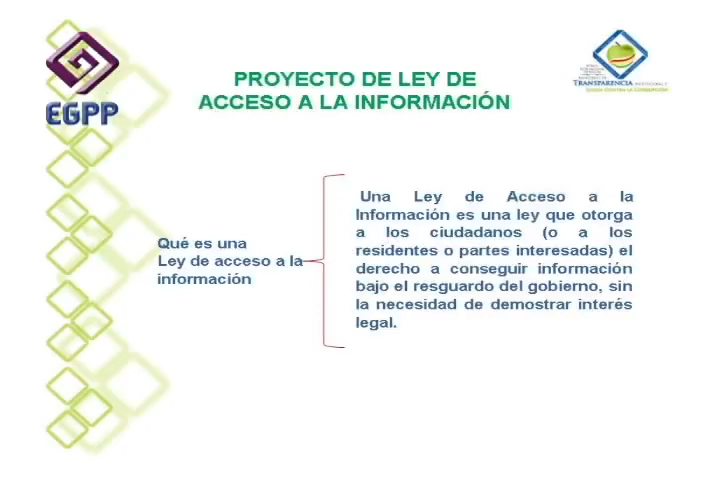 EGPP
TRANSPARENCIA
PROYECTO DE LEY DE
ACCESO A LA INFORMACIÓN
Qué es una
Ley de acceso a la
información
Una Ley de Acceso a la
Información es una ley que otorga
a los ciudadanos (o a los
residentes o partes interesadas) el
derecho a conseguir información
bajo el resguardo del gobierno, sin
la necesidad de demostrar interés
legal.